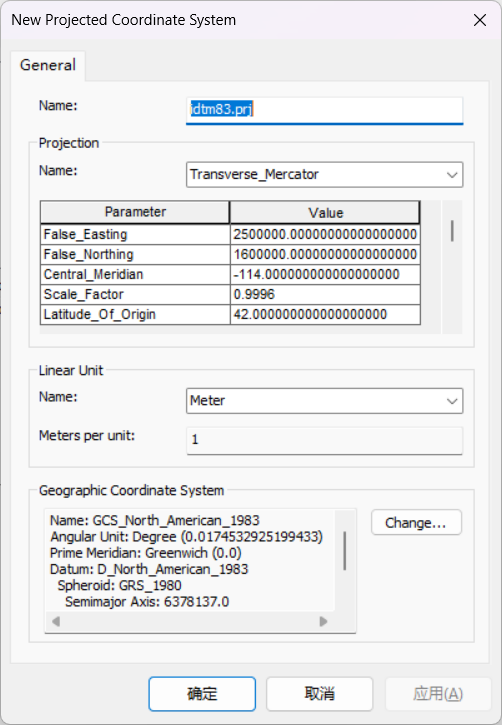 New Projected Coordinate System
General
Name: idtm83.prj
Projection
Name: Transverse_Mercator
Parameter Value
False_Easting 2500000.00000000000000000
False_Northing 1600000.00000000000000000
Central_Meridian -114.000000000000000000
Scale_Factor 0.9996
Latitude_Of_Origin 42.000000000000000000
Linear Unit
Name: Meter
Meters per unit: 1
Geographic Coordinate System
Name: GCS_North_American_1983
Angular Unit: Degree (0.0174532925199433)
Prime Meridian: Greenwich (0.0)
Datum: D_North_American_1983
Spheroid: GRS_1980
Semimajor Axis: 6378137.0
Change...
确定 取消 应用(A)